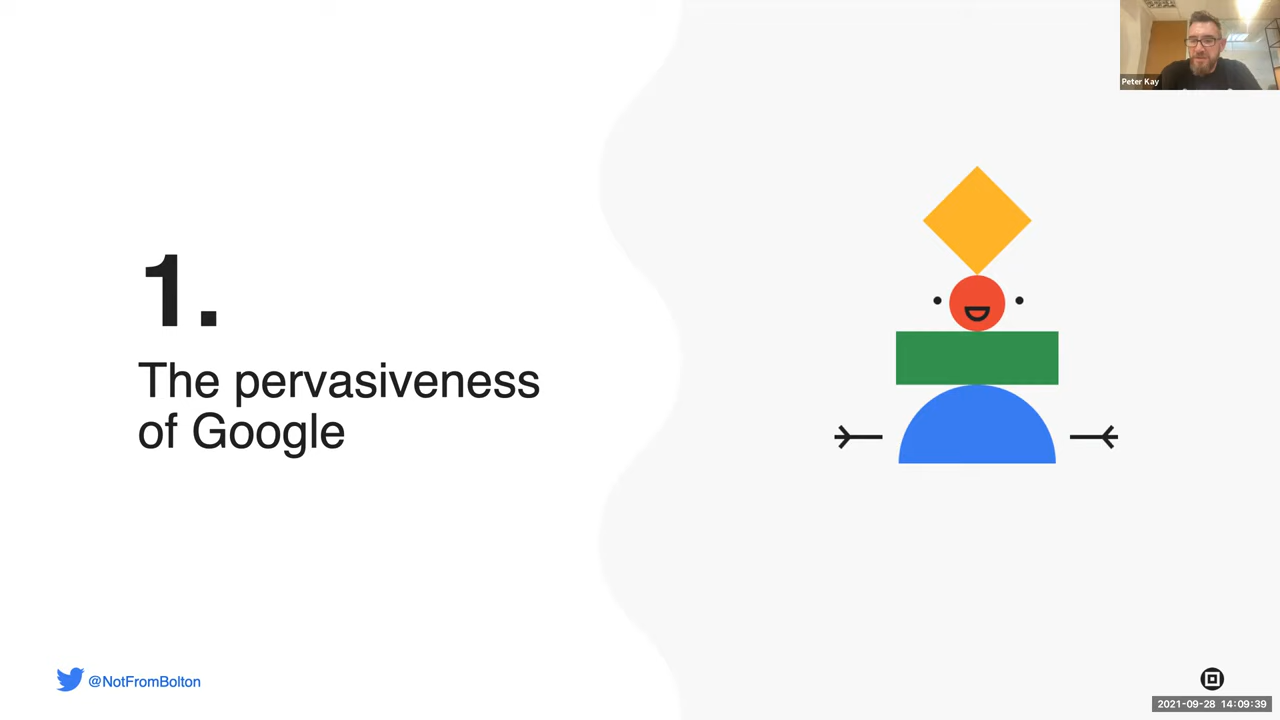 Peter Kay
1.
The pervasiveness
of Google
@NotFromBolton
2021-09-28 14:09:39